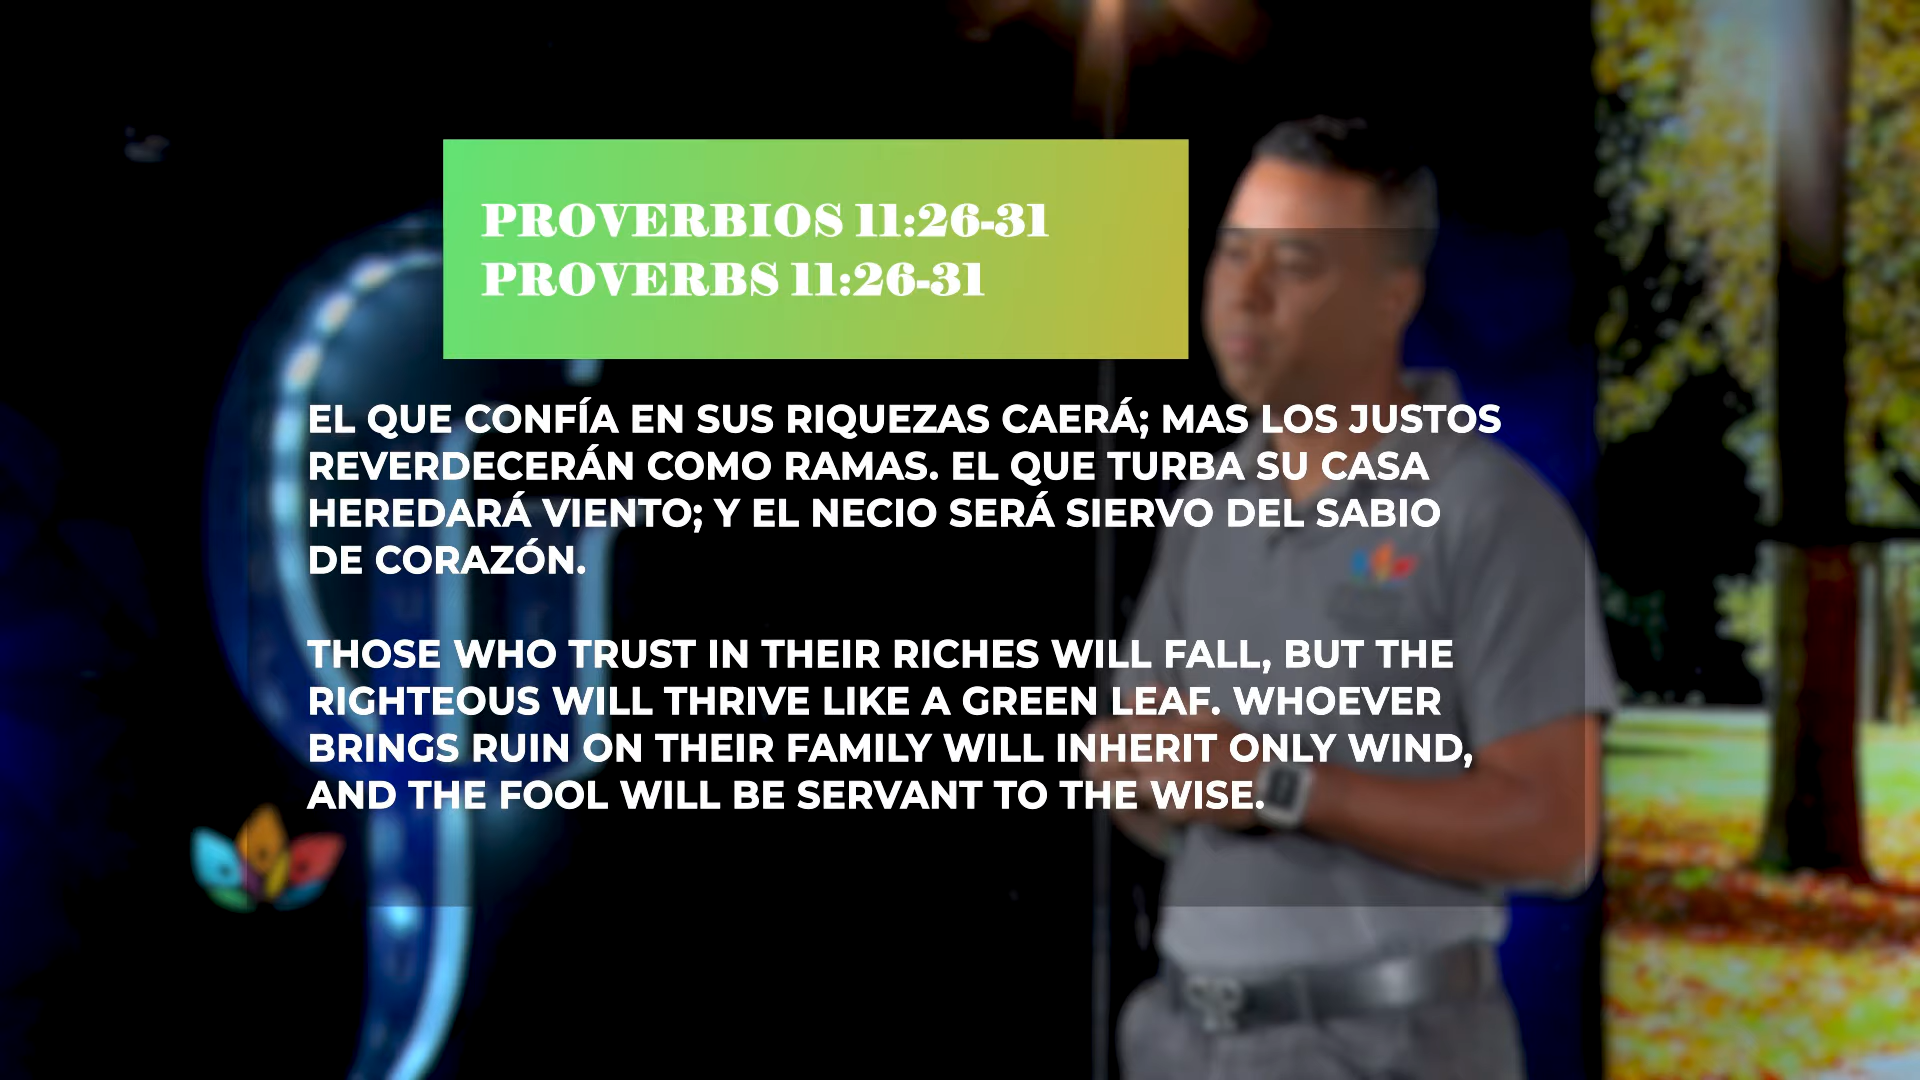 PROVERBIOS 11:26-31
PROVERBS 11:26-31
EL QUE CONFÍA EN SUS RIQUEZAS CAERÁ; MAS LOS JUSTOS
REVERDECERÁN COMO RAMAS. EL QUE TURBA SU CASA
HEREDARÁ VIENTO; Y EL NECIO SERÁ SIERVO DEL SABIO
DE CORAZÓN.
THOSE WHO TRUST IN THEIR RICHES WILL FALL, BUT THE
RIGHTEOUS WILL THRIVE LIKE A GREEN LEAF. WHOEVER
BRINGS RUIN ON THEIR FAMILY WILL INHERIT ONLY WIND,
AND THE FOOL WILL BE SERVANT TO THE WISE.